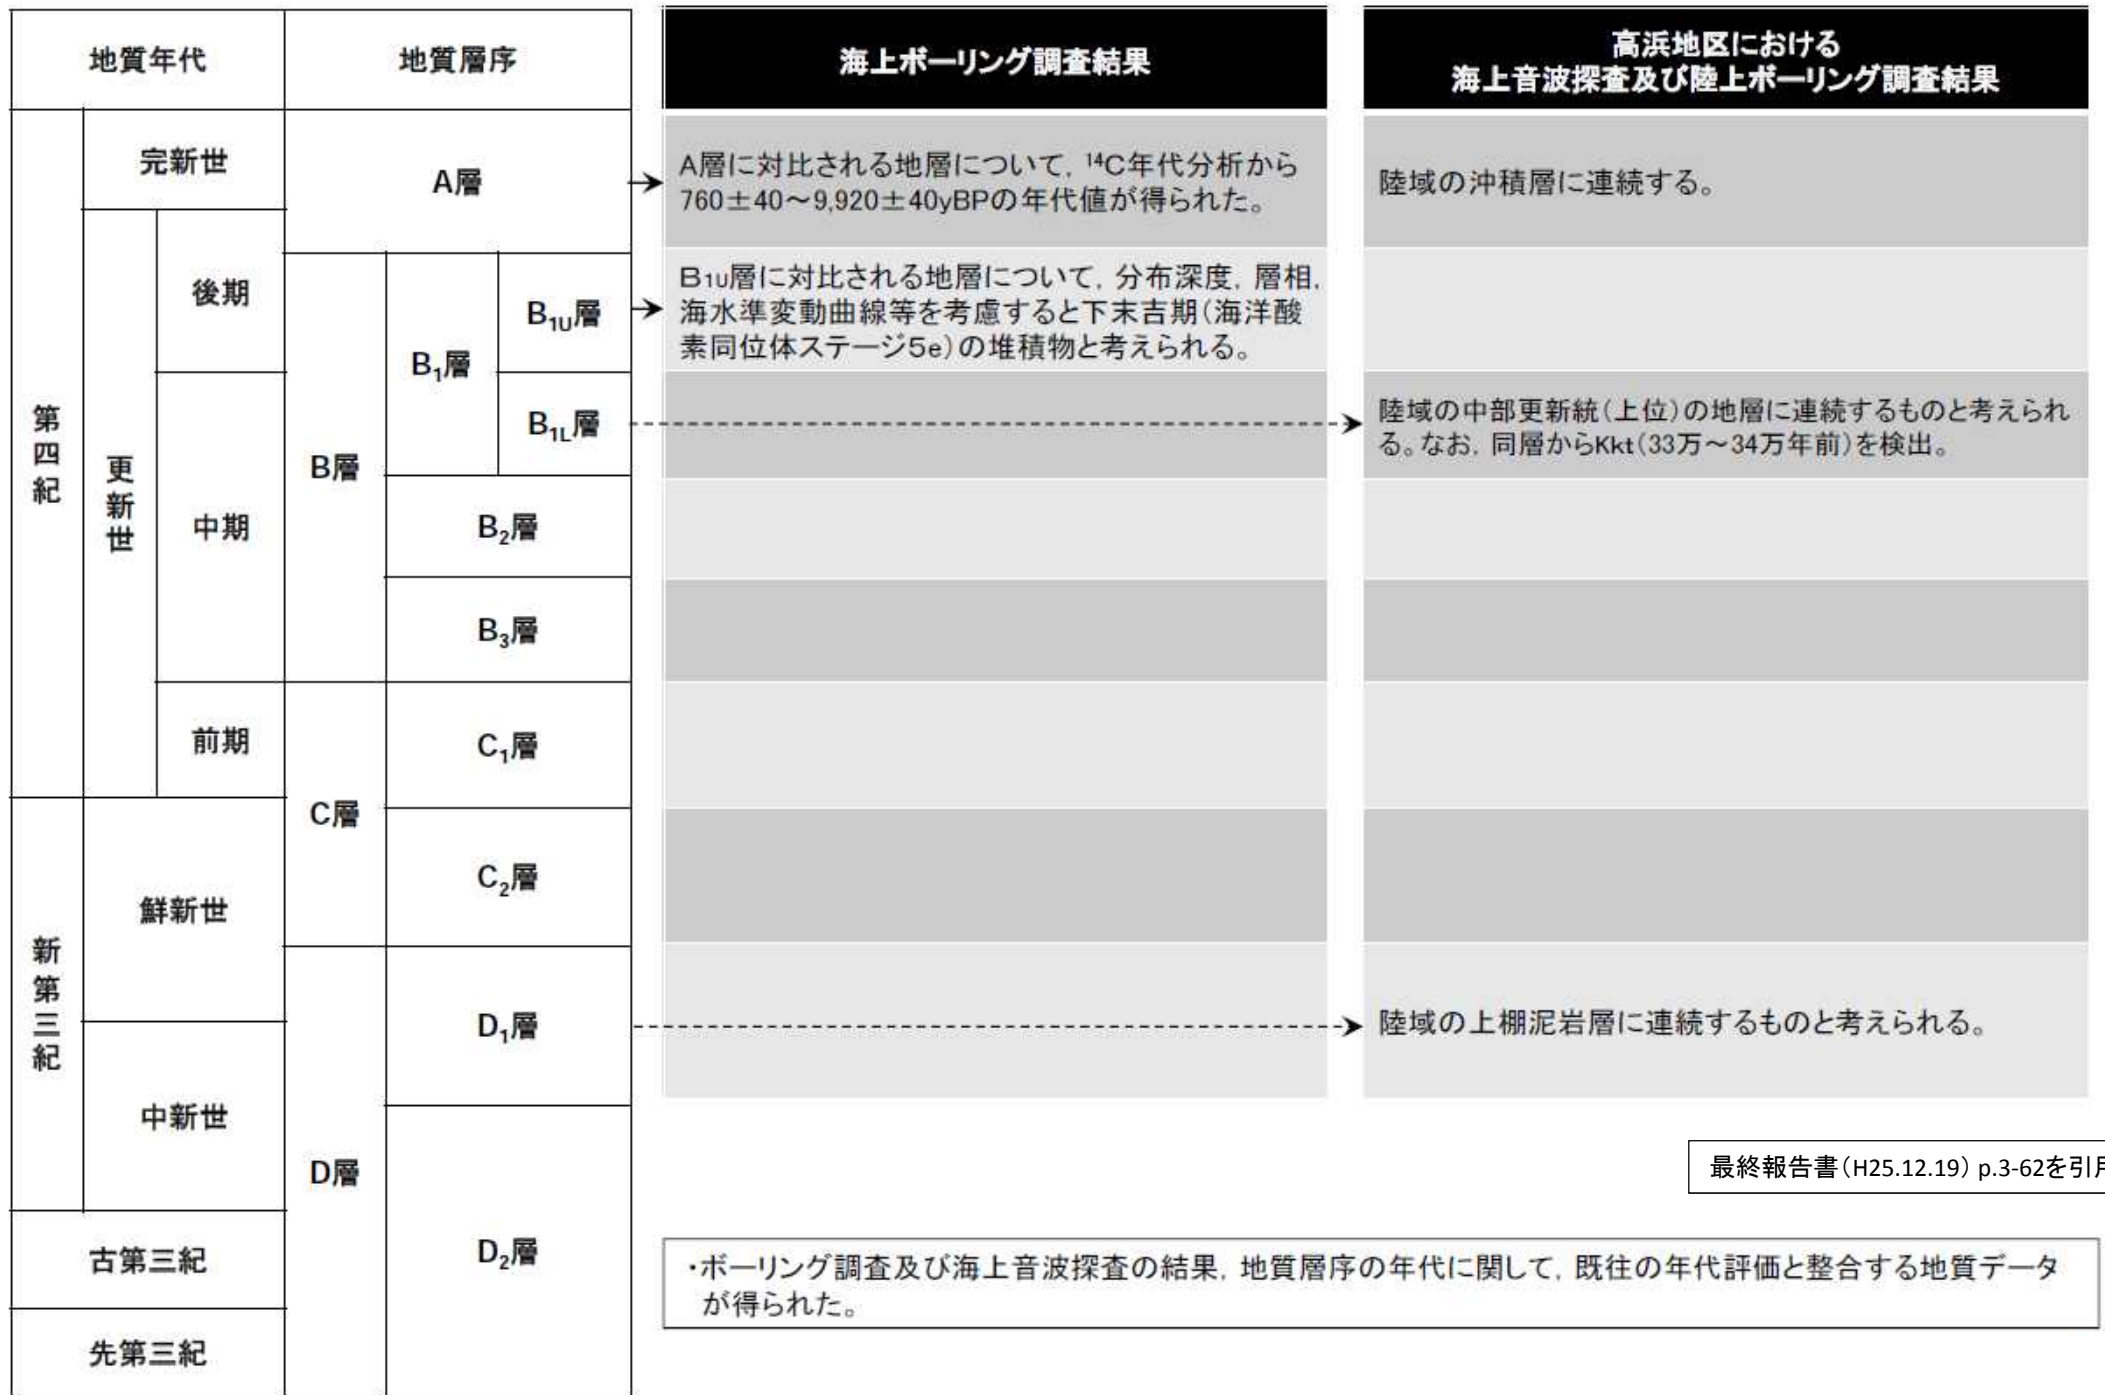 地質年代
地質層序
海上ボーリング調査結果
高浜地区における
海上音波探査及び陸上ボーリング調査結果
第四紀
完新世
更新世
後期
中期
前期
新第三紀
鮮新世
中新世
古第三紀
先第三紀
A層
B層
B₁層
B₁U層
B₁L層
B₂層
B₃層
C層
C₁層
C₂層
D層
D₁層
D₂層
A層に対比される地層について，¹⁴C年代分析から
760±40～9,920±40yBPの年代値が得られた。
陸域の沖積層に連続する。
B₁U層に対比される地層について，分布深度，層相，
海水準変動曲線等を考慮すると下末吉期（海洋酸
素同位体ステージ5e）の堆積物と考えられる。
陸域の中部更新統（上位）の地層に連続するものと考えられ
る。なお，同層からKkt（33万～34万年前）を検出。
陸域の上棚泥岩層に連続するものと考えられる。
最終報告書（H25.12.19） p.3-62を引
・ボーリング調査及び海上音波探査の結果，地質層序の年代に関して，既往の年代評価と整合する地質データ
が得られた。